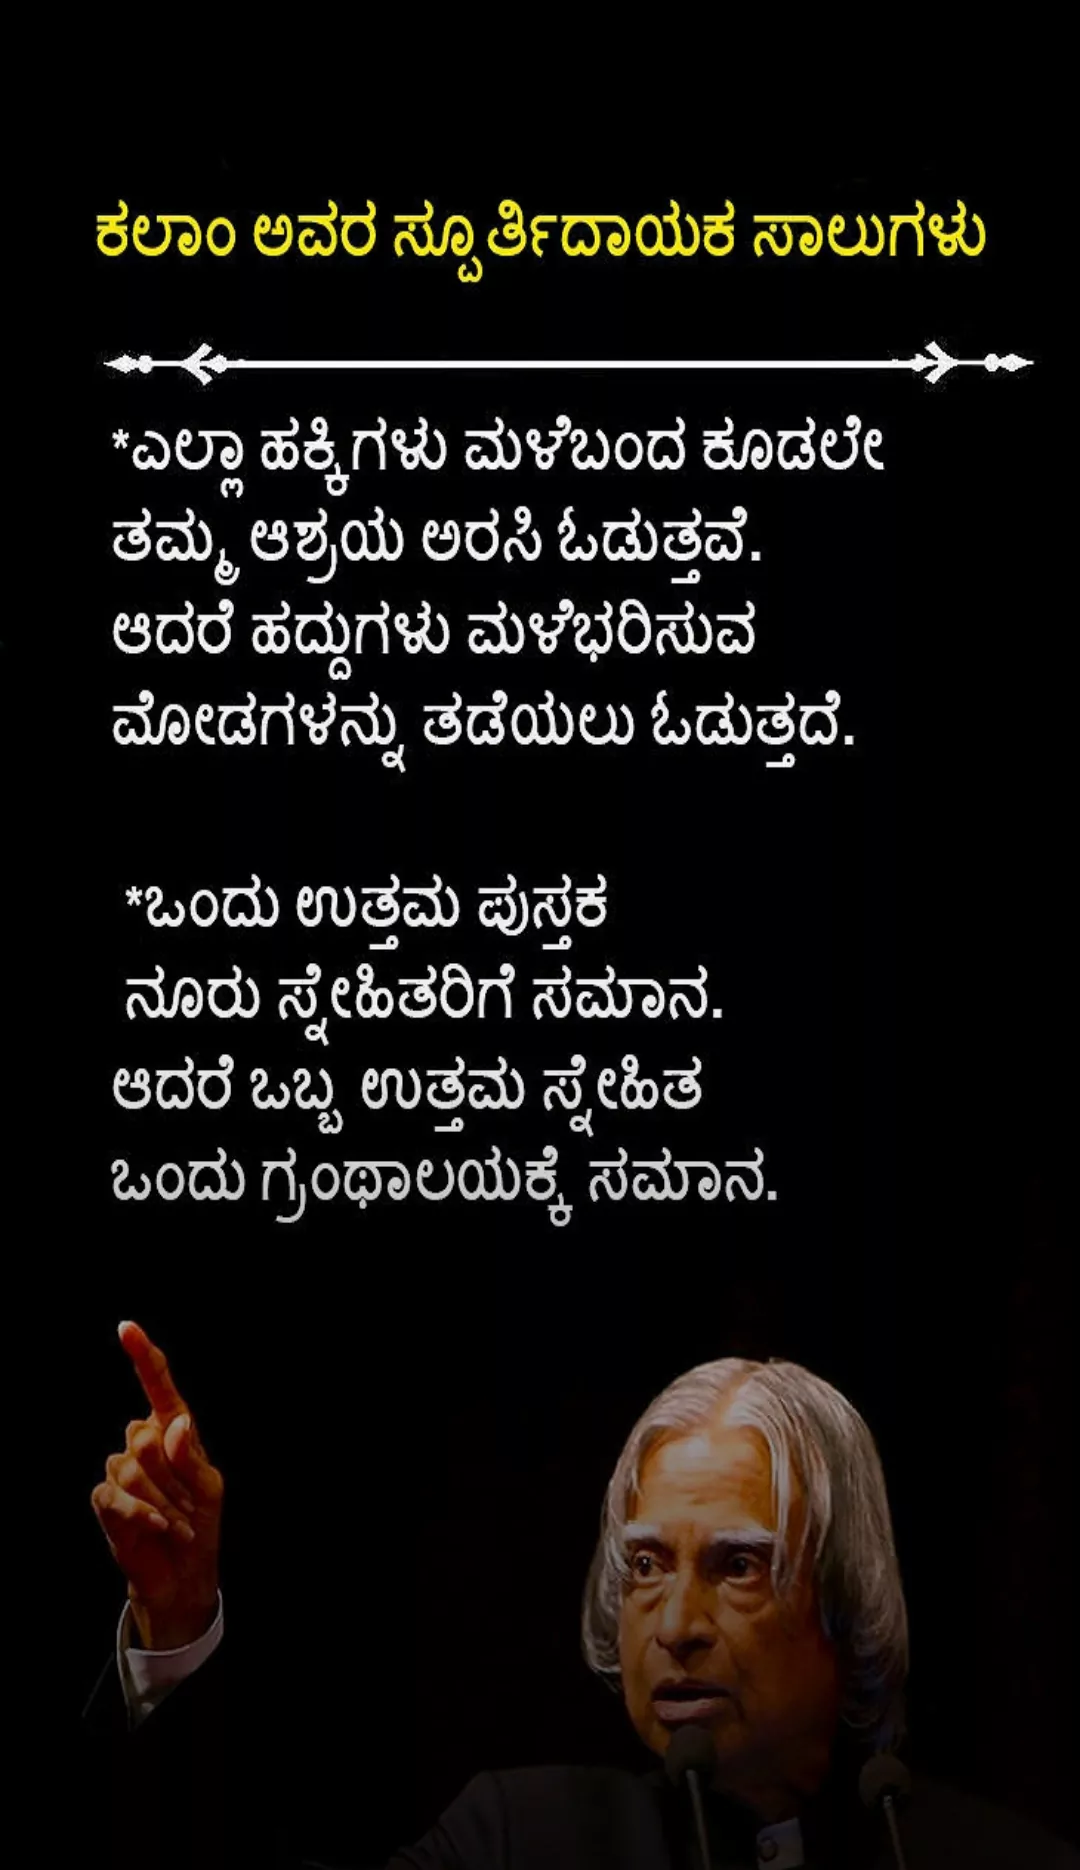 ಕಲಾಂ ಅವರ ಸ್ಪೂರ್ತಿದಾಯಕ ಸಾಲುಗಳು
*ಎಲ್ಲಾ ಹಕ್ಕಿಗಳು ಮಳೆಬಂದ ಕೂಡಲೇ
ತಮ್ಮ ಆಶ್ರಯ ಅರಸಿ ಓಡುತ್ತವೆ.
ಆದರೆ ಹದ್ದುಗಳು ಮಳೆಭರಿಸುವ
ಮೋಡಗಳನ್ನು ತಡೆಯಲು ಓಡುತ್ತದೆ.
*ಒಂದು ಉತ್ತಮ ಪುಸ್ತಕ
ನೂರು ಸ್ನೇಹಿತರಿಗೆ ಸಮಾನ.
ಆದರೆ ಒಬ್ಬ ಉತ್ತಮ ಸ್ನೇಹಿತ
ಒಂದು ಗ್ರಂಥಾಲಯಕ್ಕೆ ಸಮಾನ.